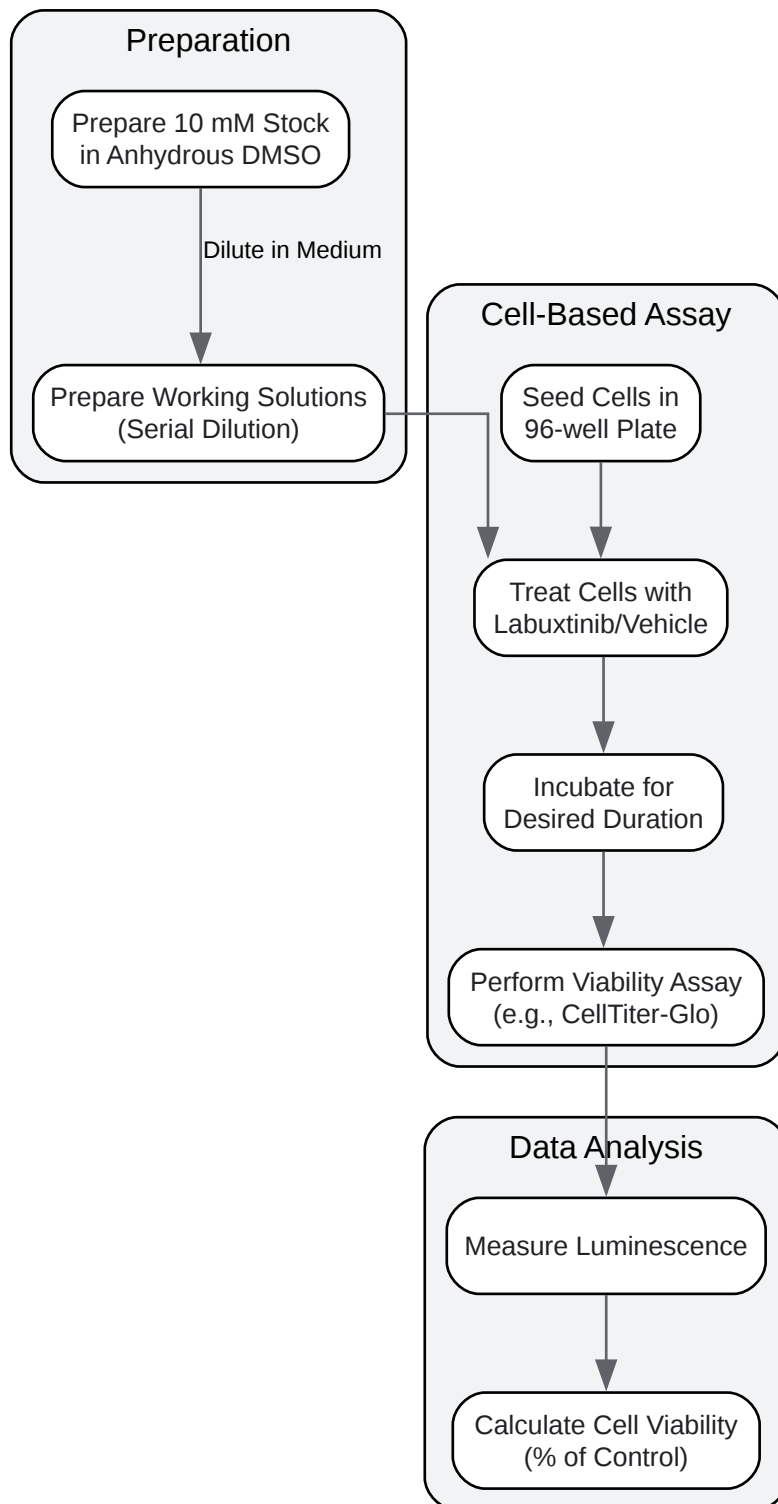 Preparation
Prepare 10 mM Stock
in Anhydrous DMSO
Dilute in Medium
Prepare Working Solutions
(Serial Dilution)
Cell-Based Assay
Seed Cells in
96-well Plate
Treat Cells with
Labuxtinib/Vehicle
Incubate for
Desired Duration
Perform Viability Assay
(e.g., CellTiter-Glo)
Data Analysis
Measure Luminescence
Calculate Cell Viability
(% of Control)